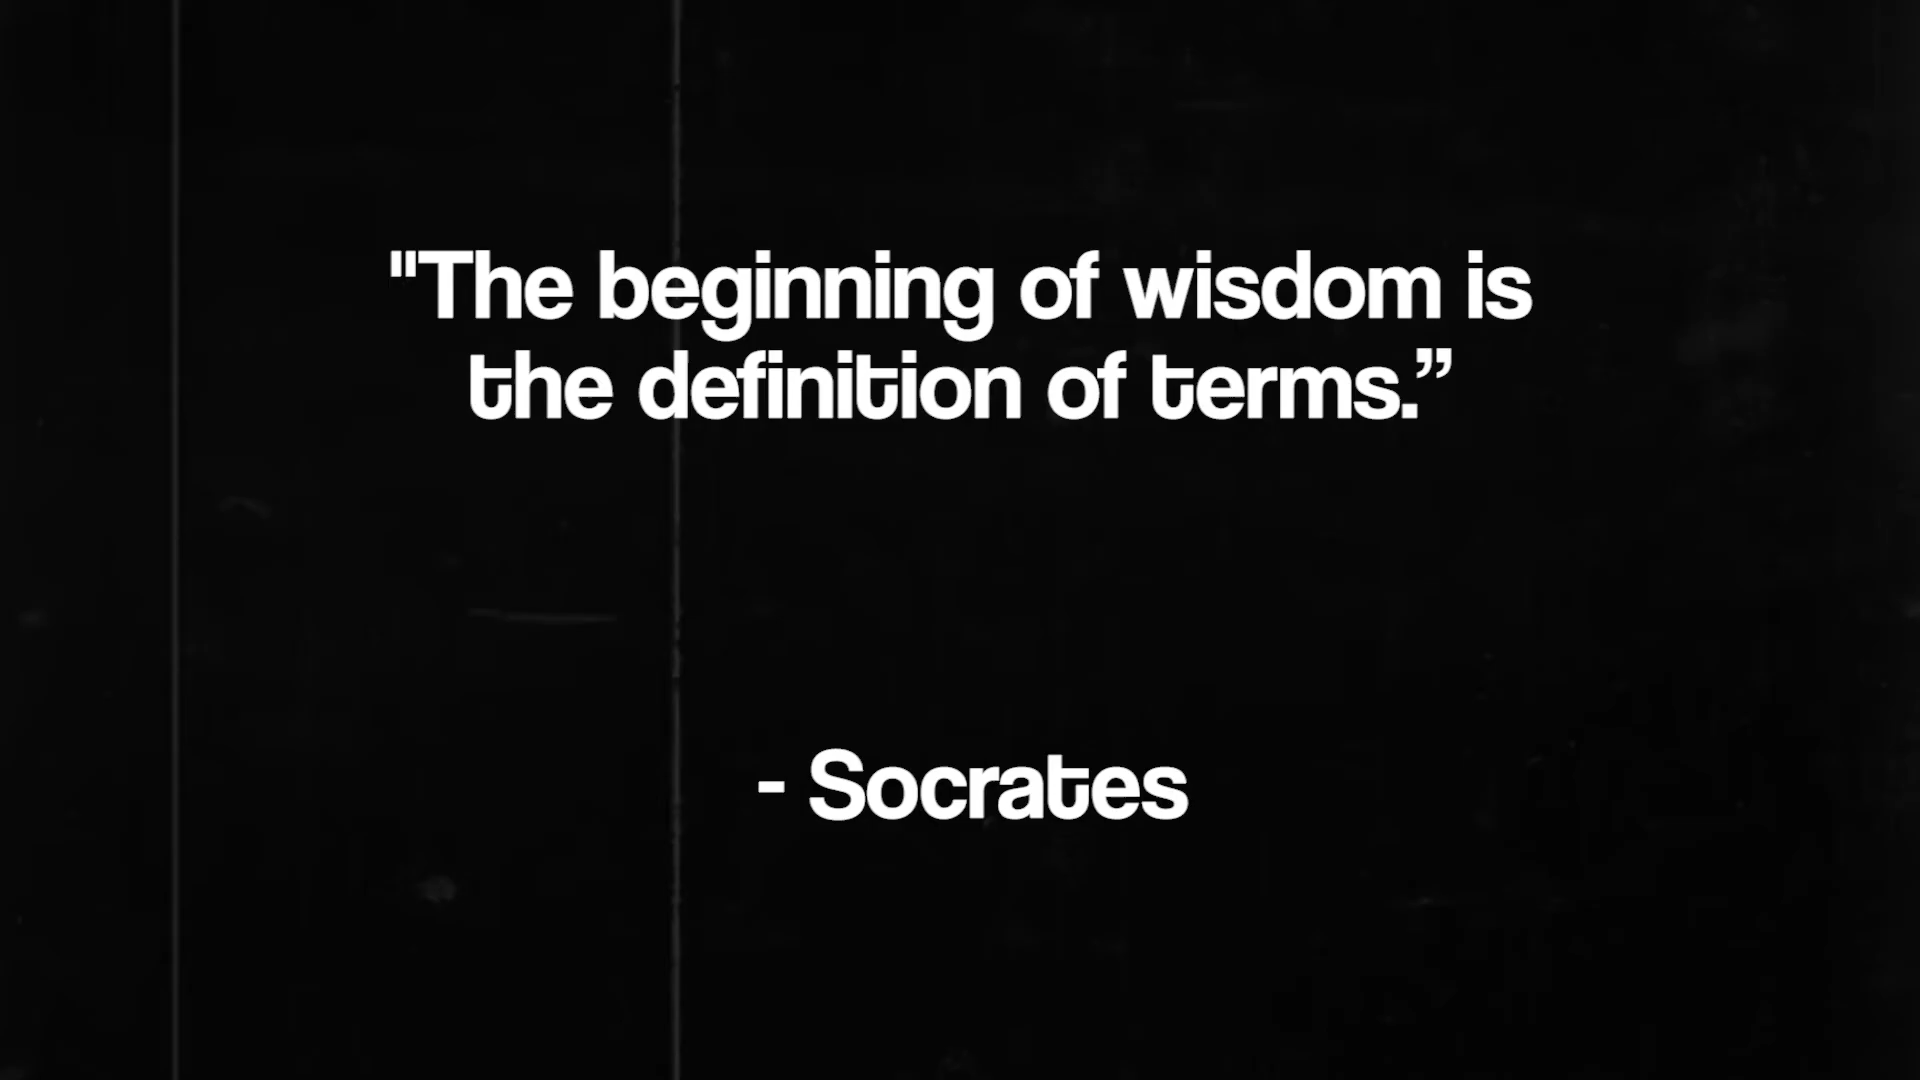 "The beginning of wisdom is
the definition of terms.”
- Socrates